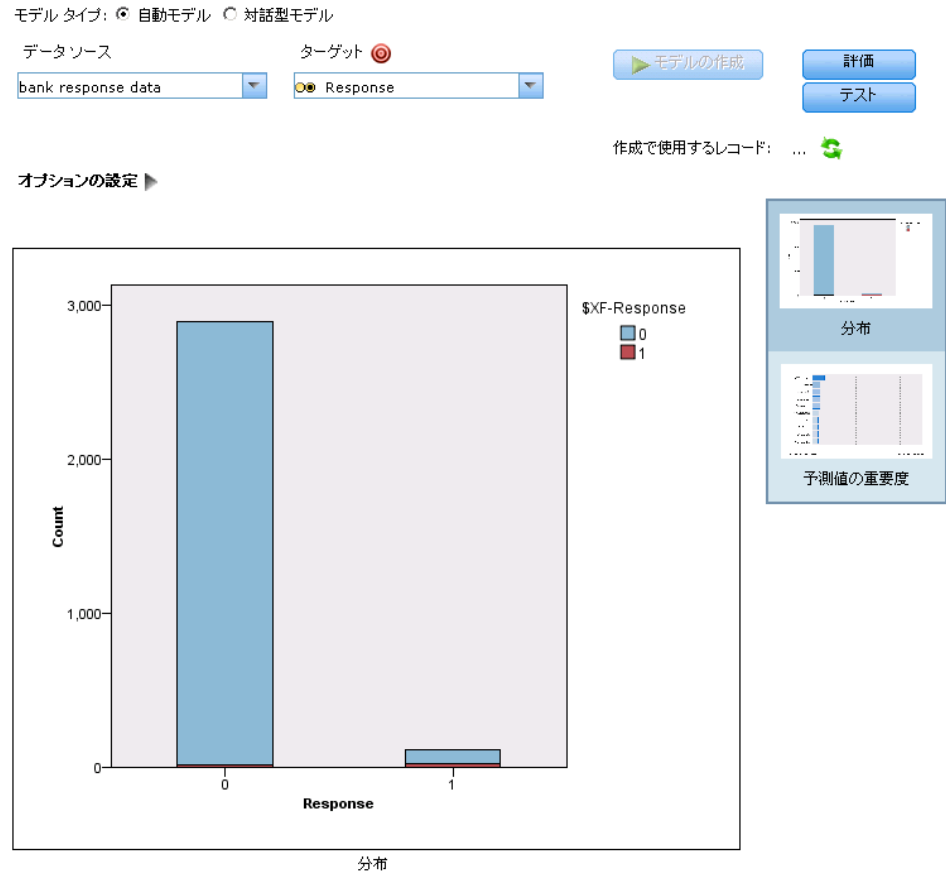 モデル タイプ: 自動モデル 対話型モデル
データソース
ターゲット
モデルの作成
評価
bank response data
Response
テスト
作成で使用するレコード: ...
オプションの設定
$XF-Response
0
1
3,000
2,000
1,000
0
Count
0
1
Response
分布
分布
予測値の重要度